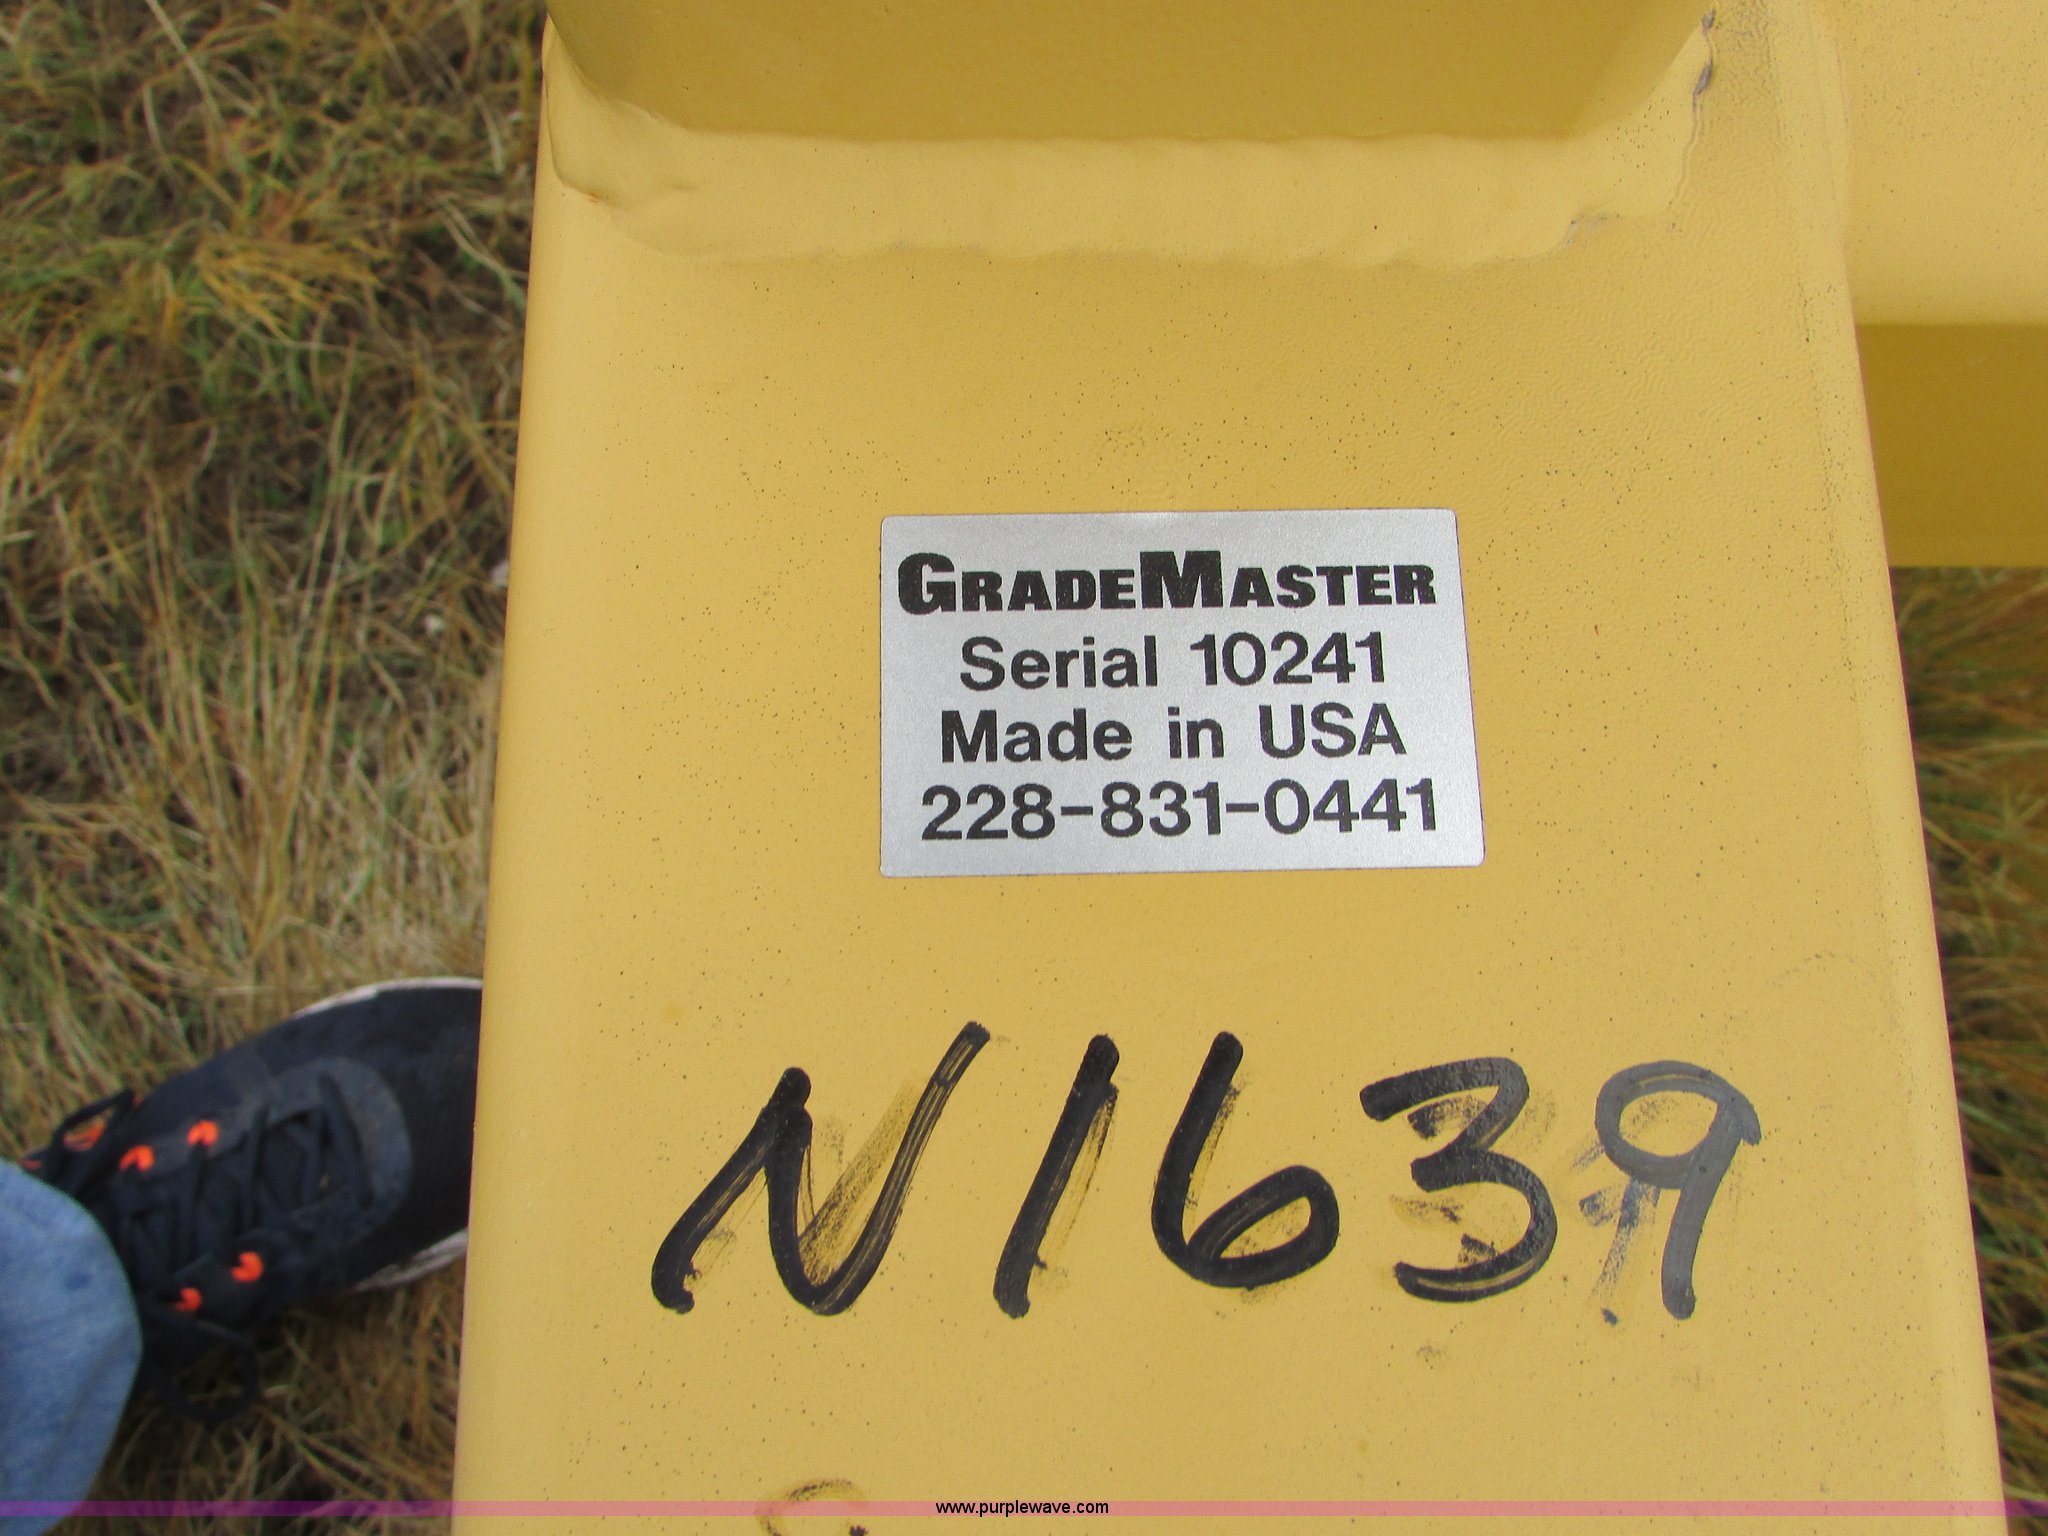 GRADEMASTER
Serial 10241
Made in USA
228-831-0441
N1639
www.purplewave.com